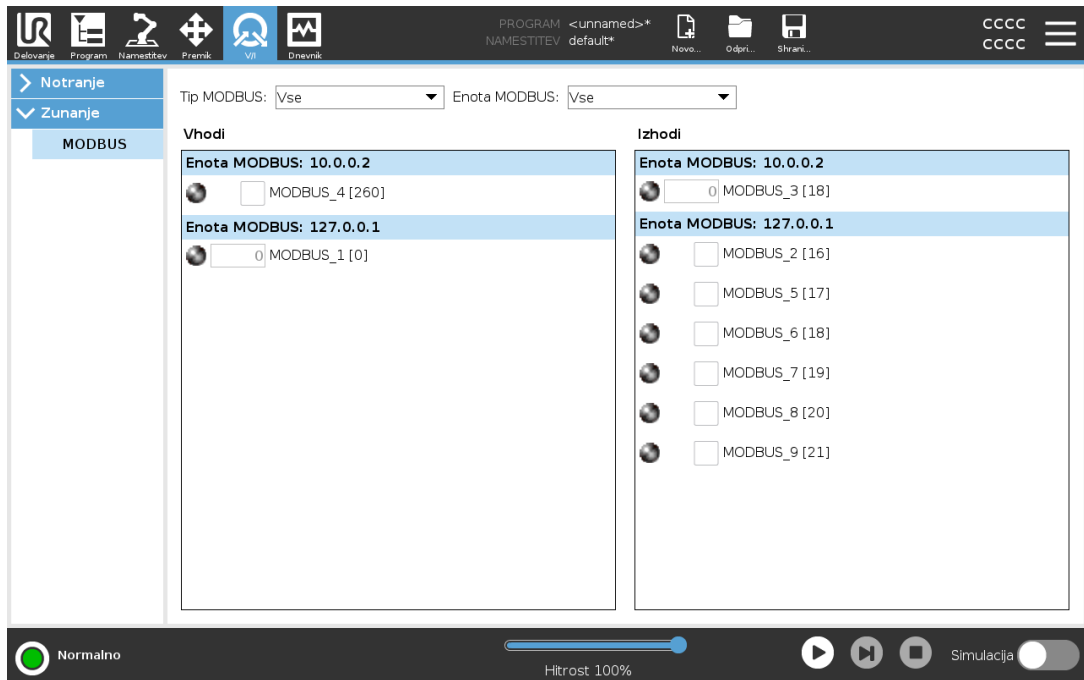 UR
PROGRAM <unnamed>*
NAMESTITEV default*
cccc
cccc
Delovanje Program Namestitev Premik V/I Dnevnik Novo... Odpri... Shrani...
Notranje
Zunanje
MODBUS
Tip MODBUS: Vse Enota MODBUS: Vse
Vhodi
Enota MODBUS: 10.0.0.2
MODBUS_4 [260]
Enota MODBUS: 127.0.0.1
0 MODBUS_1 [0]
Izhodi
Enota MODBUS: 10.0.0.2
0 MODBUS_3 [18]
Enota MODBUS: 127.0.0.1
MODBUS_2 [16]
MODBUS_5 [17]
MODBUS_6 [18]
MODBUS_7 [19]
MODBUS_8 [20]
MODBUS_9 [21]
Normalno
Hitrost 100%
Simulacija